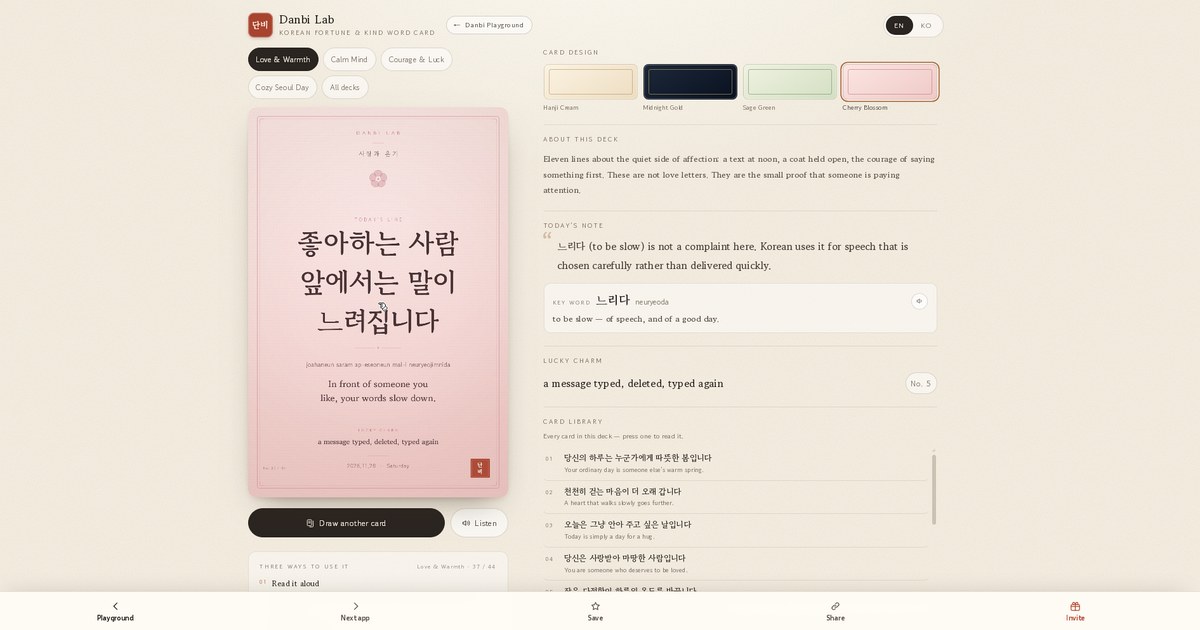 단비
Danbi Lab
KOREAN FORTUNE & KIND WORD CARD
← Danbi Playground
EN
KO
Love & Warmth
Calm Mind
Courage & Luck
Cozy Seoul Day
All decks
DANBI LAB
TODAY'S LINE
좋아하는 사람
앞에서는 말이
느려집니다
In front of someone you
like, your words slow down.
a message typed, deleted, typed again
Saturday
단비
Draw another card
Listen
THREE WAYS TO USE IT
Love & Warmth · 37 / 44
01 Read it aloud
CARD DESIGN
Hanji Cream
Midnight Gold
Sage Green
Cherry Blossom
ABOUT THIS DECK
Eleven lines about the quiet side of affection: a text at noon, a coat held open, the courage of saying
something first. These are not love letters. They are the small proof that someone is paying
attention.
TODAY'S NOTE
“
느리다 (to be slow) is not a complaint here. Korean uses it for speech that is
chosen carefully rather than delivered quickly.
KEY WORD 느리다 neuryeoda
to be slow — of speech, and of a good day.
LUCKY CHARM
a message typed, deleted, typed again
No. 5
CARD LIBRARY
Every card in this deck — press one to read it.
01 당신의 하루는 누군가에게 따뜻한 봄입니다
Your ordinary day is someone else's warm spring.
02 천천히 걷는 마음이 더 오래 갑니다
A heart that walks slowly goes further.
03 오늘은 그냥 안아 주고 싶은 날입니다
Today is simply a day for a hug.
04 당신은 사랑받아 마땅한 사람입니다
You are someone who deserves to be loved.
Playground
Next app
Save
Share
Invite